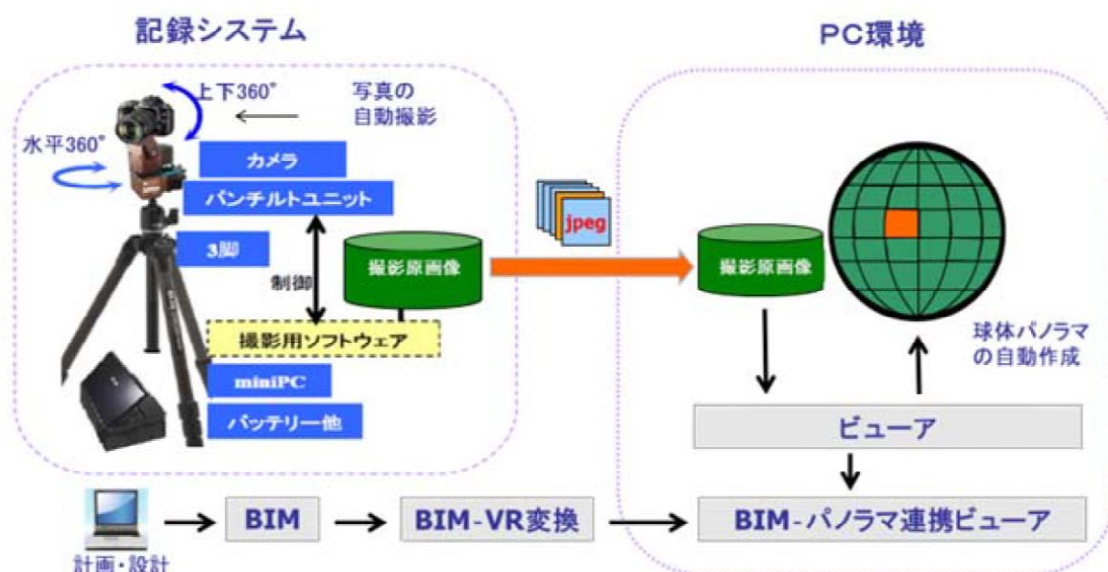 記録システム
PC環境
上下360°
写真の
自動撮影
水平360°
カメラ
パンチルトユニット
3脚
制御
撮影原画像
撮影用ソフトウェア
miniPC
バッテリー他
jpeg
撮影原画像
球体パノラマ
の自動作成
ビューア
計画・設計
BIM
BIM-VR変換
BIM-パノラマ連携ビューア